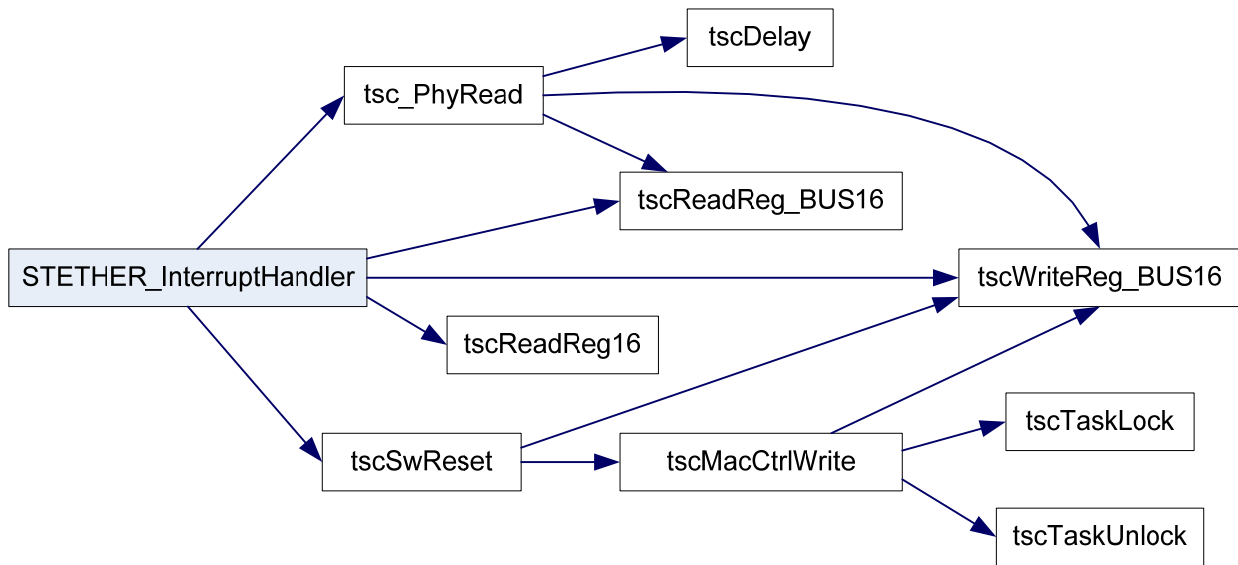 tscDelay
tsc_PhyRead
tscReadReg_BUS16
STETHER_InterruptHandler
tscWriteReg_BUS16
tscReadReg16
tscTaskLock
tscSwReset
tscMacCtrlWrite
tscTaskUnlock